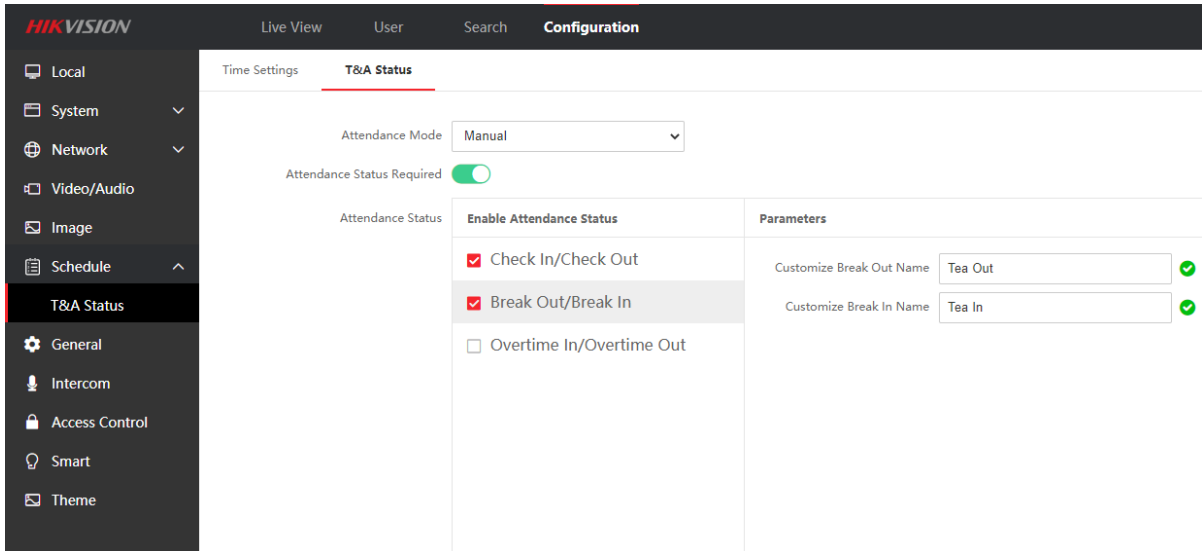 HIKVISION
Live View
User
Search
Configuration
Local
System
Network
Video/Audio
Image
Schedule
T&A Status
General
Intercom
Access Control
Smart
Theme
Time Settings
T&A Status
Attendance Mode
Manual
Attendance Status Required
Attendance Status
Enable Attendance Status
Parameters
Check In/Check Out
Break Out/Break In
Overtime In/Overtime Out
Customize Break Out Name
Tea Out
Customize Break In Name
Tea In